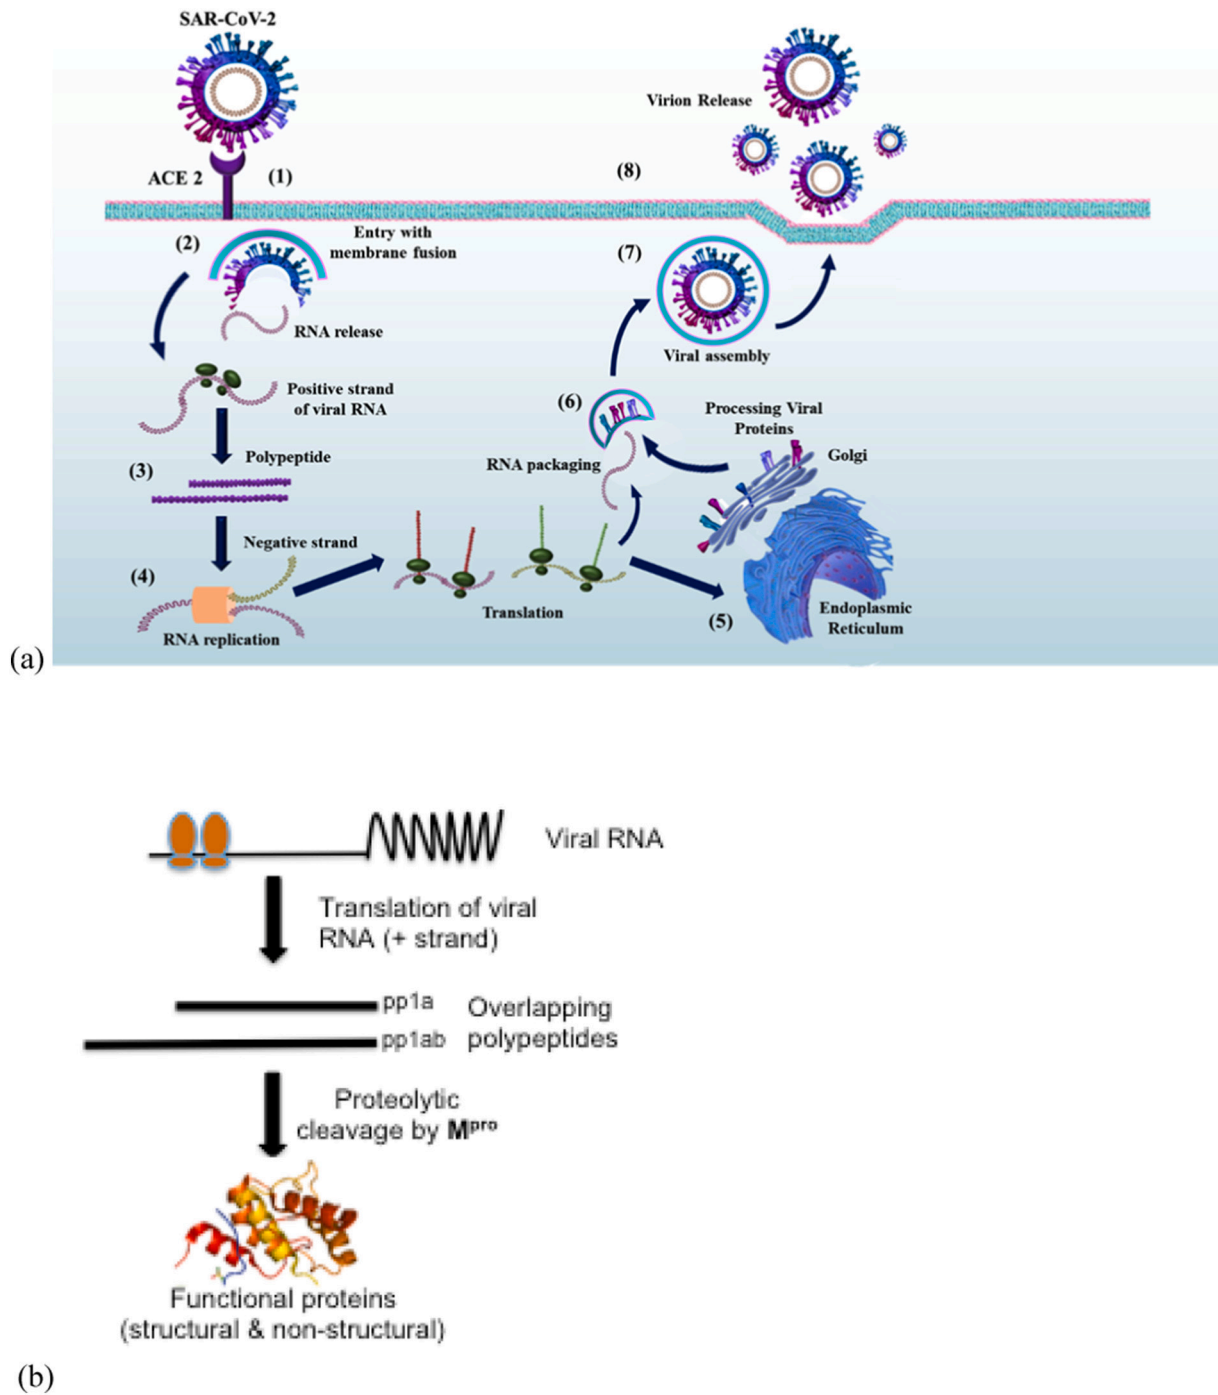 SAR-CoV-2
ACE 2
(1)
(2)
Entry with
membrane fusion
RNA release
Positive strand
of viral RNA
Polypeptide
(3)
Negative strand
(4)
RNA replication
Translation
(5)
Endoplasmic
Reticulum
Golgi
Processing Viral
Proteins
(6)
RNA packaging
(7)
Viral assembly
(8)
Virion Release
(a)
Viral RNA
Translation of viral
RNA (+ strand)
pp1a
pp1ab
Overlapping
polypeptides
Proteolytic
cleavage by Mᵖʳᵒ
Functional proteins
(structural & non-structural)
(b)